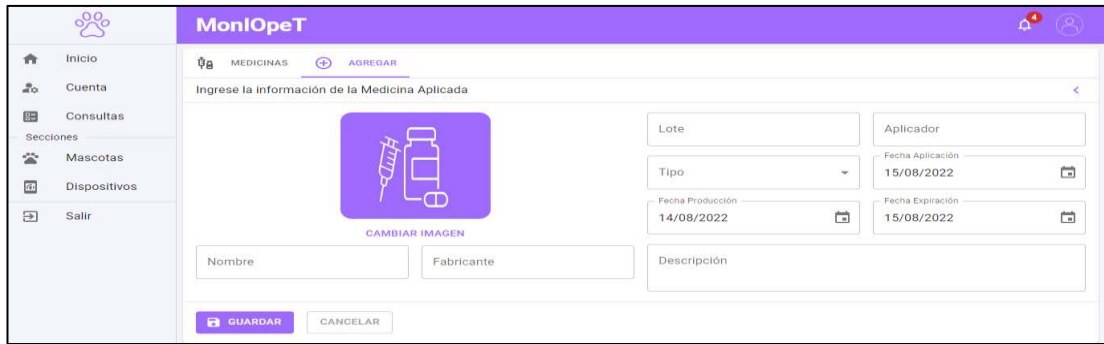 MonIOpeT
4
Inicio
Cuenta
Consultas
Secciones
Mascotas
Dispositivos
Salir
MEDICINAS
AGREGAR
Ingrese la información de la Medicina Aplicada
CAMBIAR IMAGEN
Nombre
Fabricante
Lote
Aplicador
Tipo
Fecha Aplicación
15/08/2022
Fecha Producción
14/08/2022
Fecha Expiración
15/08/2022
Descripción
GUARDAR
CANCELAR